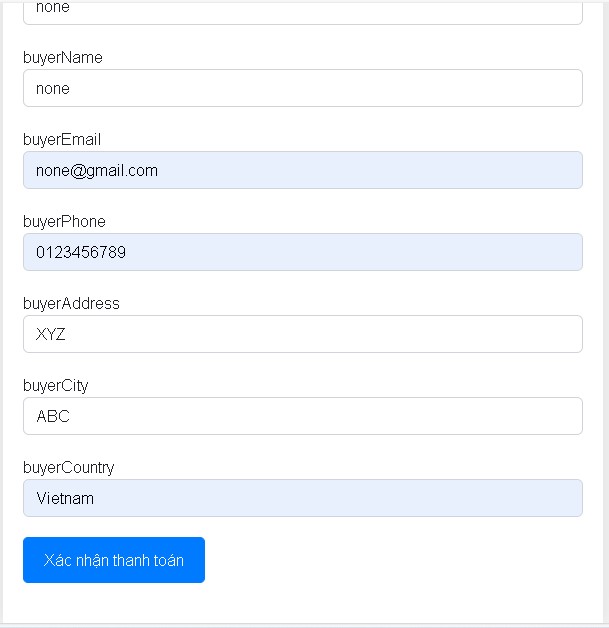 none
buyerName
none
buyerEmail
none@gmail.com
buyerPhone
0123456789
buyerAddress
XYZ
buyerCity
ABC
buyerCountry
Vietnam
Xác nhận thanh toán